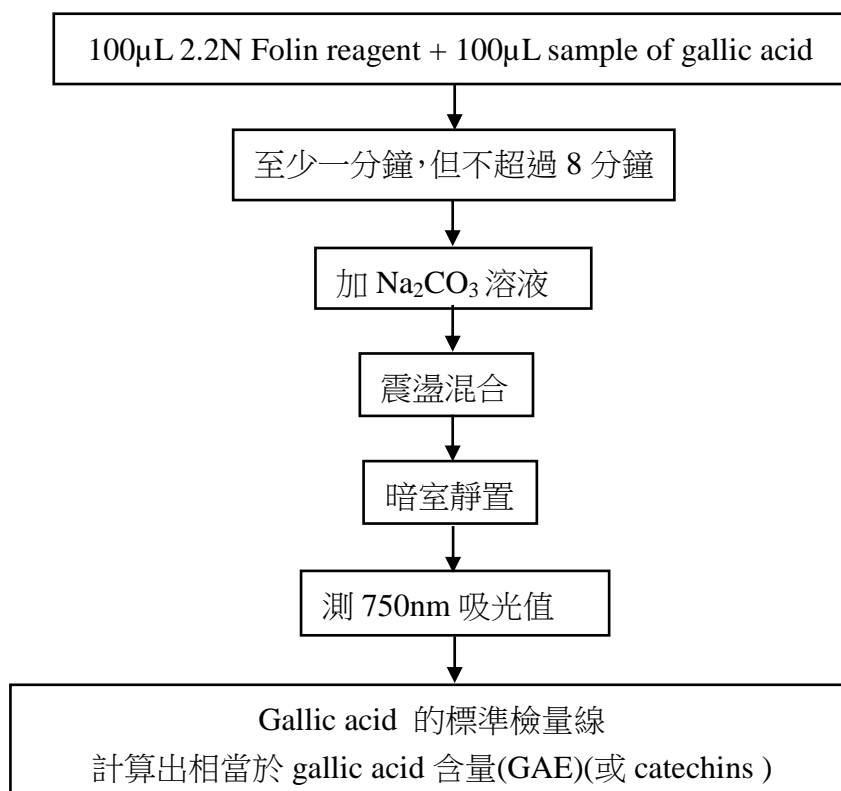 100μL 2.2N Folin reagent + 100μL sample of gallic acid
至少一分鐘，但不超過 8 分鐘
加 Na₂CO₃ 溶液
震盪混合
暗室靜置
測 750nm 吸光值
Gallic acid 的標準檢量線
計算出相當於 gallic acid 含量(GAE)(或 catechins )